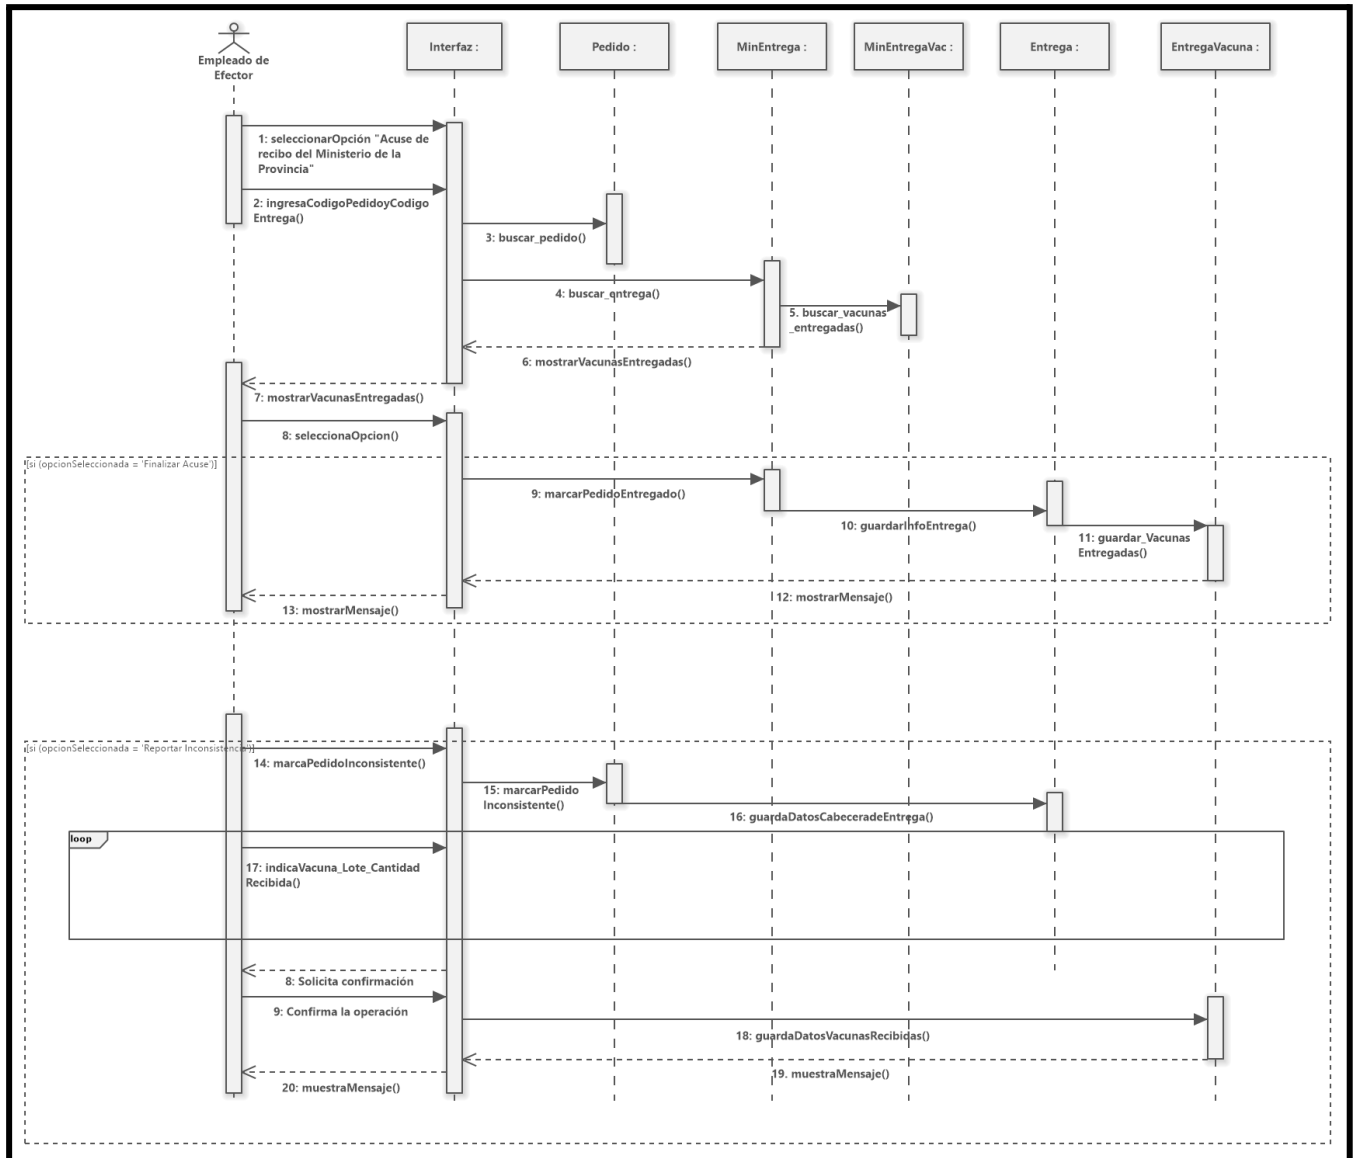 Empleado de
Efector
Interfaz :
Pedido :
MinEntrega :
MinEntregaVac :
Entrega :
EntregaVacuna :
1: seleccionarOpción "Acuse de
recibo del Ministerio de la
Provincia"
2: ingresaCodigoPedidoyCodigo
Entrega()
3: buscar_pedido()
4: buscar_entrega()
5. buscar_vacunas
_entregadas()
6: mostrarVacunasEntregadas()
7: mostrarVacunasEntregadas()
8: seleccionaOpcion()
[si (opcionSeleccionada = 'Finalizar Acuse')]
9: marcarPedidoEntregado()
10: guardarInfoEntrega()
11: guardar_Vacunas
Entregadas()
12: mostrarMensaje()
13: mostrarMensaje()
[si (opcionSeleccionada = 'Reportar Inconsistencia')]
14: marcaPedidoInconsistente()
15: marcarPedido
Inconsistente()
16: guardaDatosCabeceradeEntrega()
loop
17: indicaVacuna_Lote_Cantidad
Recibida()
8: Solicita confirmación
9: Confirma la operación
18: guardaDatosVacunasRecibidas()
19. muestraMensaje()
20: muestraMensaje()